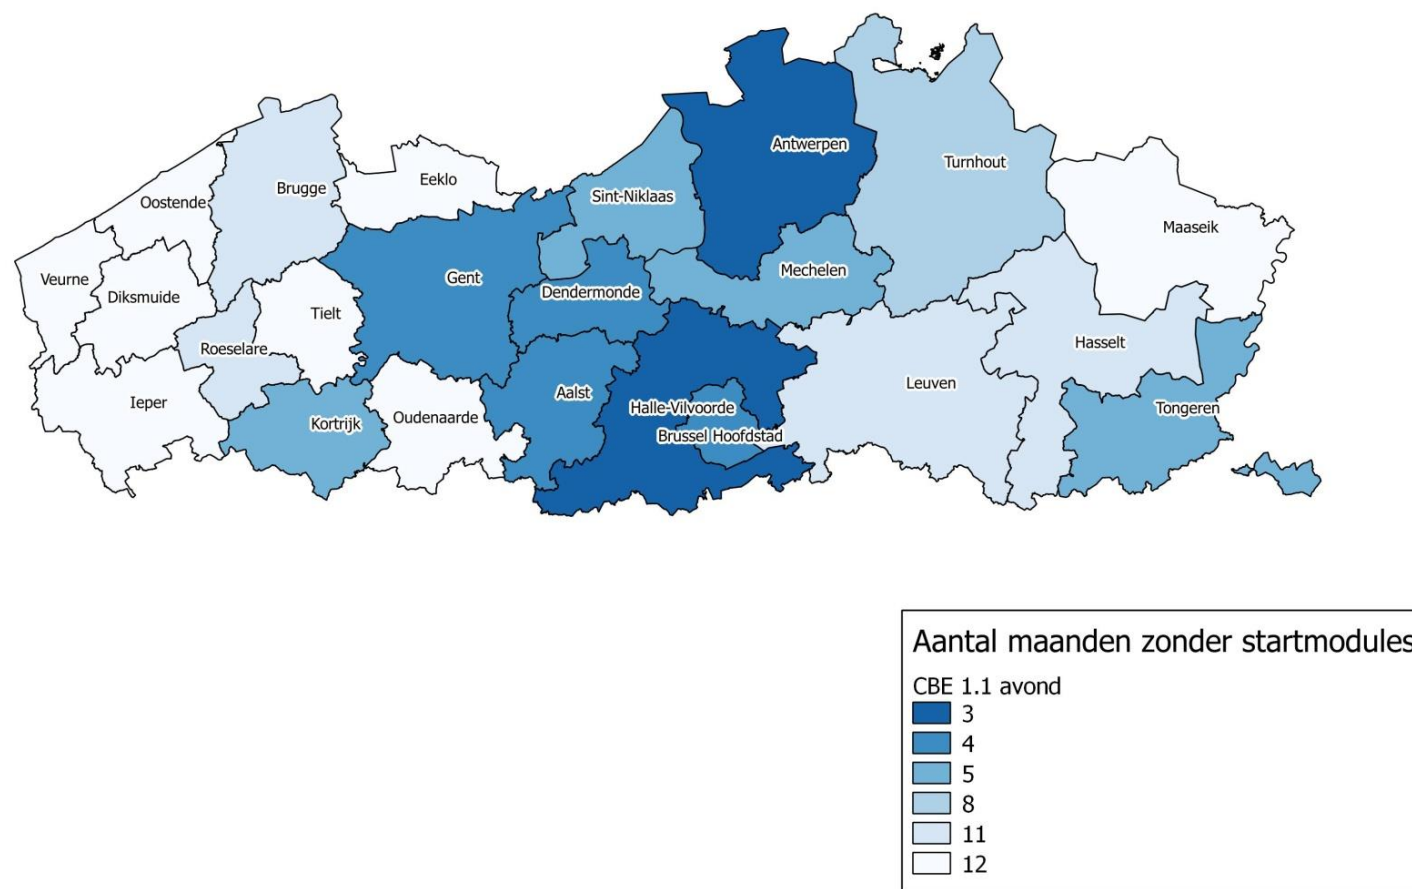 Antwerpen
Turnhout
Eeklo
Brugge
Sint-Niklaas
Oostende
Maaseik
Mechelen
Veurne
Gent
Dendermonde
Diksmuide
Tielt
Hasselt
Roeselare
Leuven
Aalst
Ieper
Halle-Vilvoorde
Tongeren
Oudenaarde
Kortrijk
Brussel Hoofdstad
Aantal maanden zonder startmodules
CBE 1.1 avond
3
4
5
8
11
12